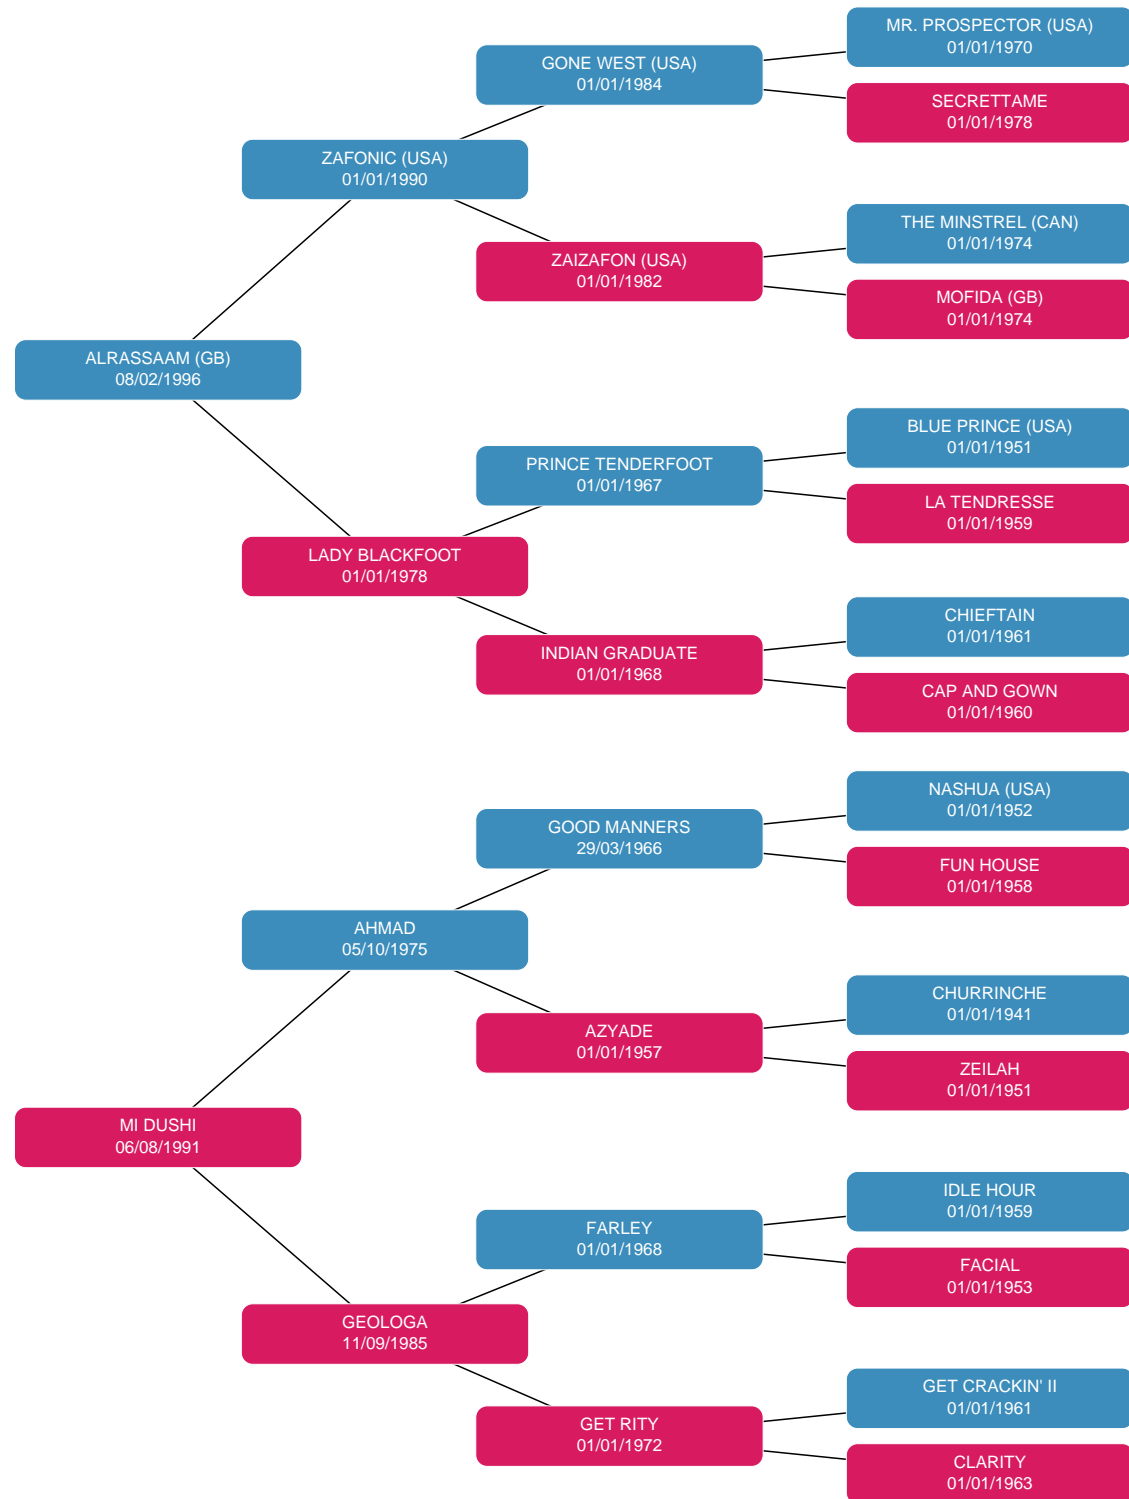 MR. PROSPECTOR (USA)
01/01/1970
GONE WEST (USA)
01/01/1984
SECRETTAME
01/01/1978
ZAFONIC (USA)
01/01/1990
THE MINSTREL (CAN)
01/01/1974
ZAIZAFON (USA)
01/01/1982
MOFIDA (GB)
01/01/1974
ALRASSAAM (GB)
08/02/1996
BLUE PRINCE (USA)
01/01/1951
PRINCE TENDERFOOT
01/01/1967
LA TENDRESSE
01/01/1959
LADY BLACKFOOT
01/01/1978
CHIEFTAIN
01/01/1961
INDIAN GRADUATE
01/01/1968
CAP AND GOWN
01/01/1960
NASHUA (USA)
01/01/1952
GOOD MANNERS
29/03/1966
FUN HOUSE
01/01/1958
AHMAD
05/10/1975
CHURRINCHE
01/01/1941
AZYADE
01/01/1957
ZEILAH
01/01/1951
MI DUSHI
06/08/1991
IDLE HOUR
01/01/1959
FARLEY
01/01/1968
FACIAL
01/01/1953
GEOLOGA
11/09/1985
GET CRACKIN' II
01/01/1961
GET RITY
01/01/1972
CLARITY
01/01/1963